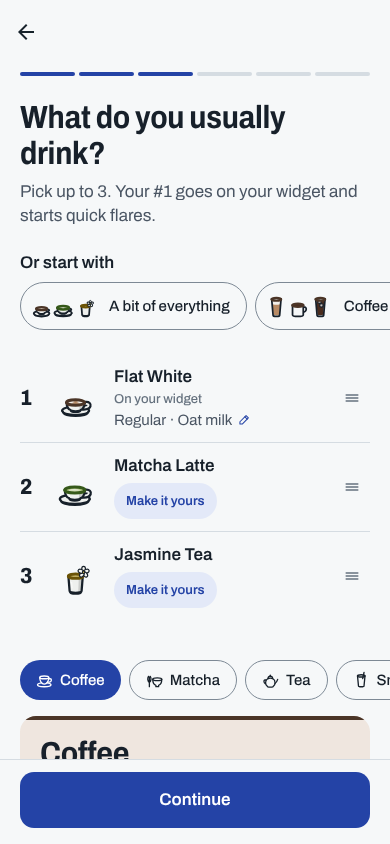 What do you usually
drink?
Pick up to 3. Your #1 goes on your widget and
starts quick flares.
Or start with
A bit of everything
Coffee
1
Flat White
On your widget
Regular · Oat milk
2
Matcha Latte
Make it yours
3
Jasmine Tea
Make it yours
Coffee
Matcha
Tea
Coffee
Continue